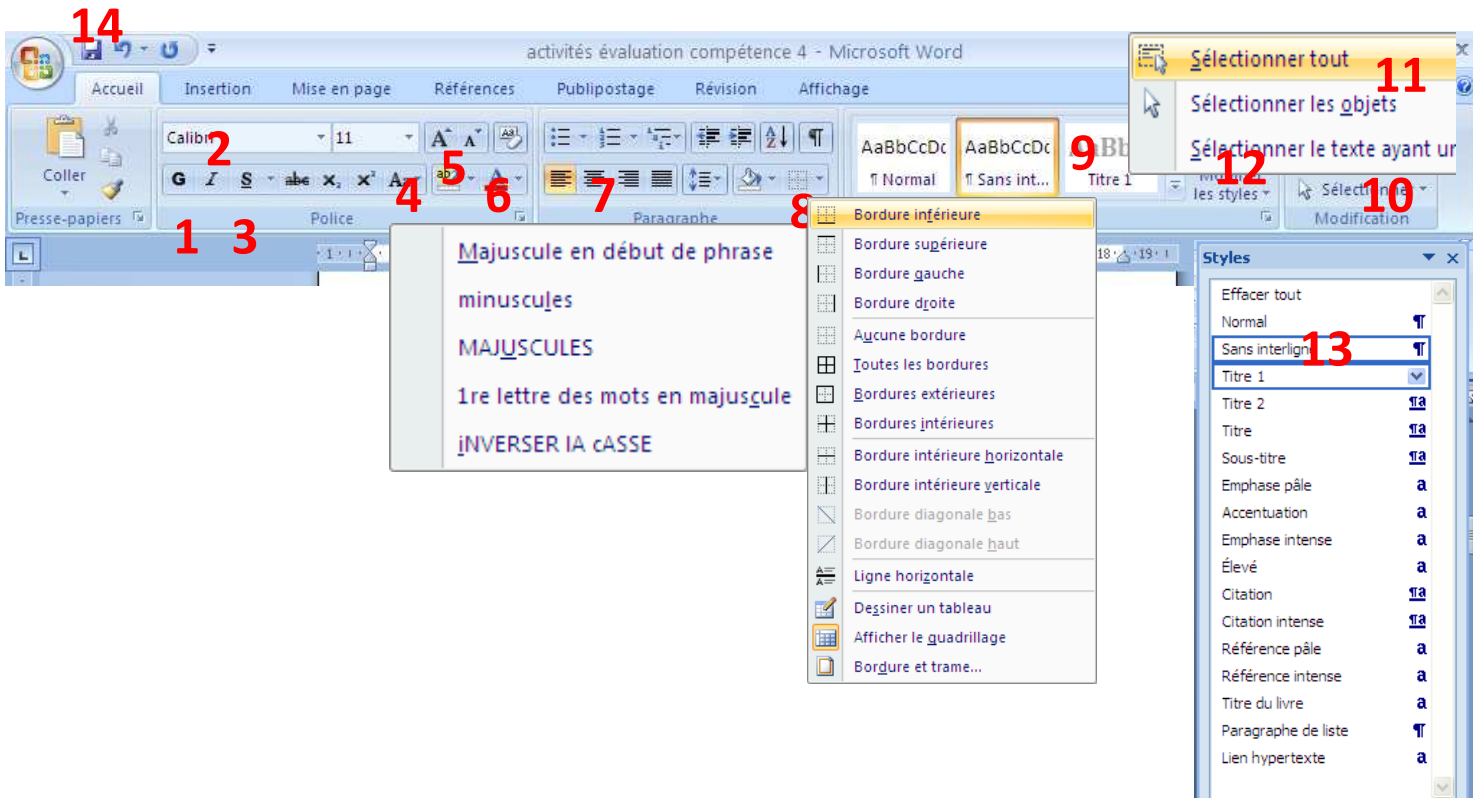 14
activités évaluation compétence 4 - Microsoft Word
Accueil Insertion Mise en page Références Publipostage Révision Affichage
Calibri 11
2
5
Coller
G I S abe X₂ X² Aa ab A
4 6 7 8
AaBbCcDc AaBbCcDc AaBb
9
¶ Normal ¶ Sans int... Titre 1
Modifier
les styles
12
Sélectionner
10
Presse-papiers Police Paragraphe Modification
1 3
Sélectionner tout
11
Sélectionner les objets
Sélectionner le texte ayant un
1 18 19
Majuscule en début de phrase
minuscules
MAJUSCULES
1re lettre des mots en majuscule
iNVERSER lA cASSE
Bordure inférieure
Bordure supérieure
Bordure gauche
Bordure droite
Aucune bordure
Toutes les bordures
Bordures extérieures
Bordures intérieures
Bordure intérieure horizontale
Bordure intérieure verticale
Bordure diagonale bas
Bordure diagonale haut
Ligne horizontale
Dessiner un tableau
Afficher le quadrillage
Bordure et trame...
Styles
Effacer tout
Normal ¶
Sans interligne ¶
13
Titre 1
Titre 2 ¶a
Titre ¶a
Sous-titre ¶a
Emphase pâle a
Accentuation a
Emphase intense a
Élevé a
Citation ¶a
Citation intense ¶a
Référence pâle a
Référence intense a
Titre du livre a
Paragraphe de liste ¶
Lien hypertexte a